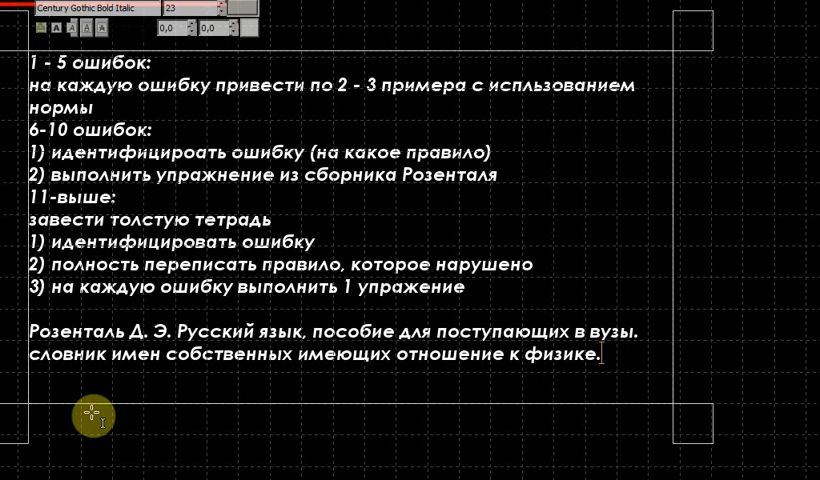 Century Gothic Bold Italic 23
0,0 0,0
1 - 5 ошибок:
на каждую ошибку привести по 2 - 3 примера с испльзованием
нормы
6-10 ошибок:
1) идентифицироать ошибку (на какое правило)
2) выполнить упражнение из сборника Розенталя
11-выше:
завести толстую тетрадь
1) идентифицировать ошибку
2) полность переписать правило, которое нарушено
3) на каждую ошибку выполнить 1 упражение
Розенталь Д. Э. Русский язык, пособие для поступающих в вузы.
словник имен собственных имеющих отношение к физике.